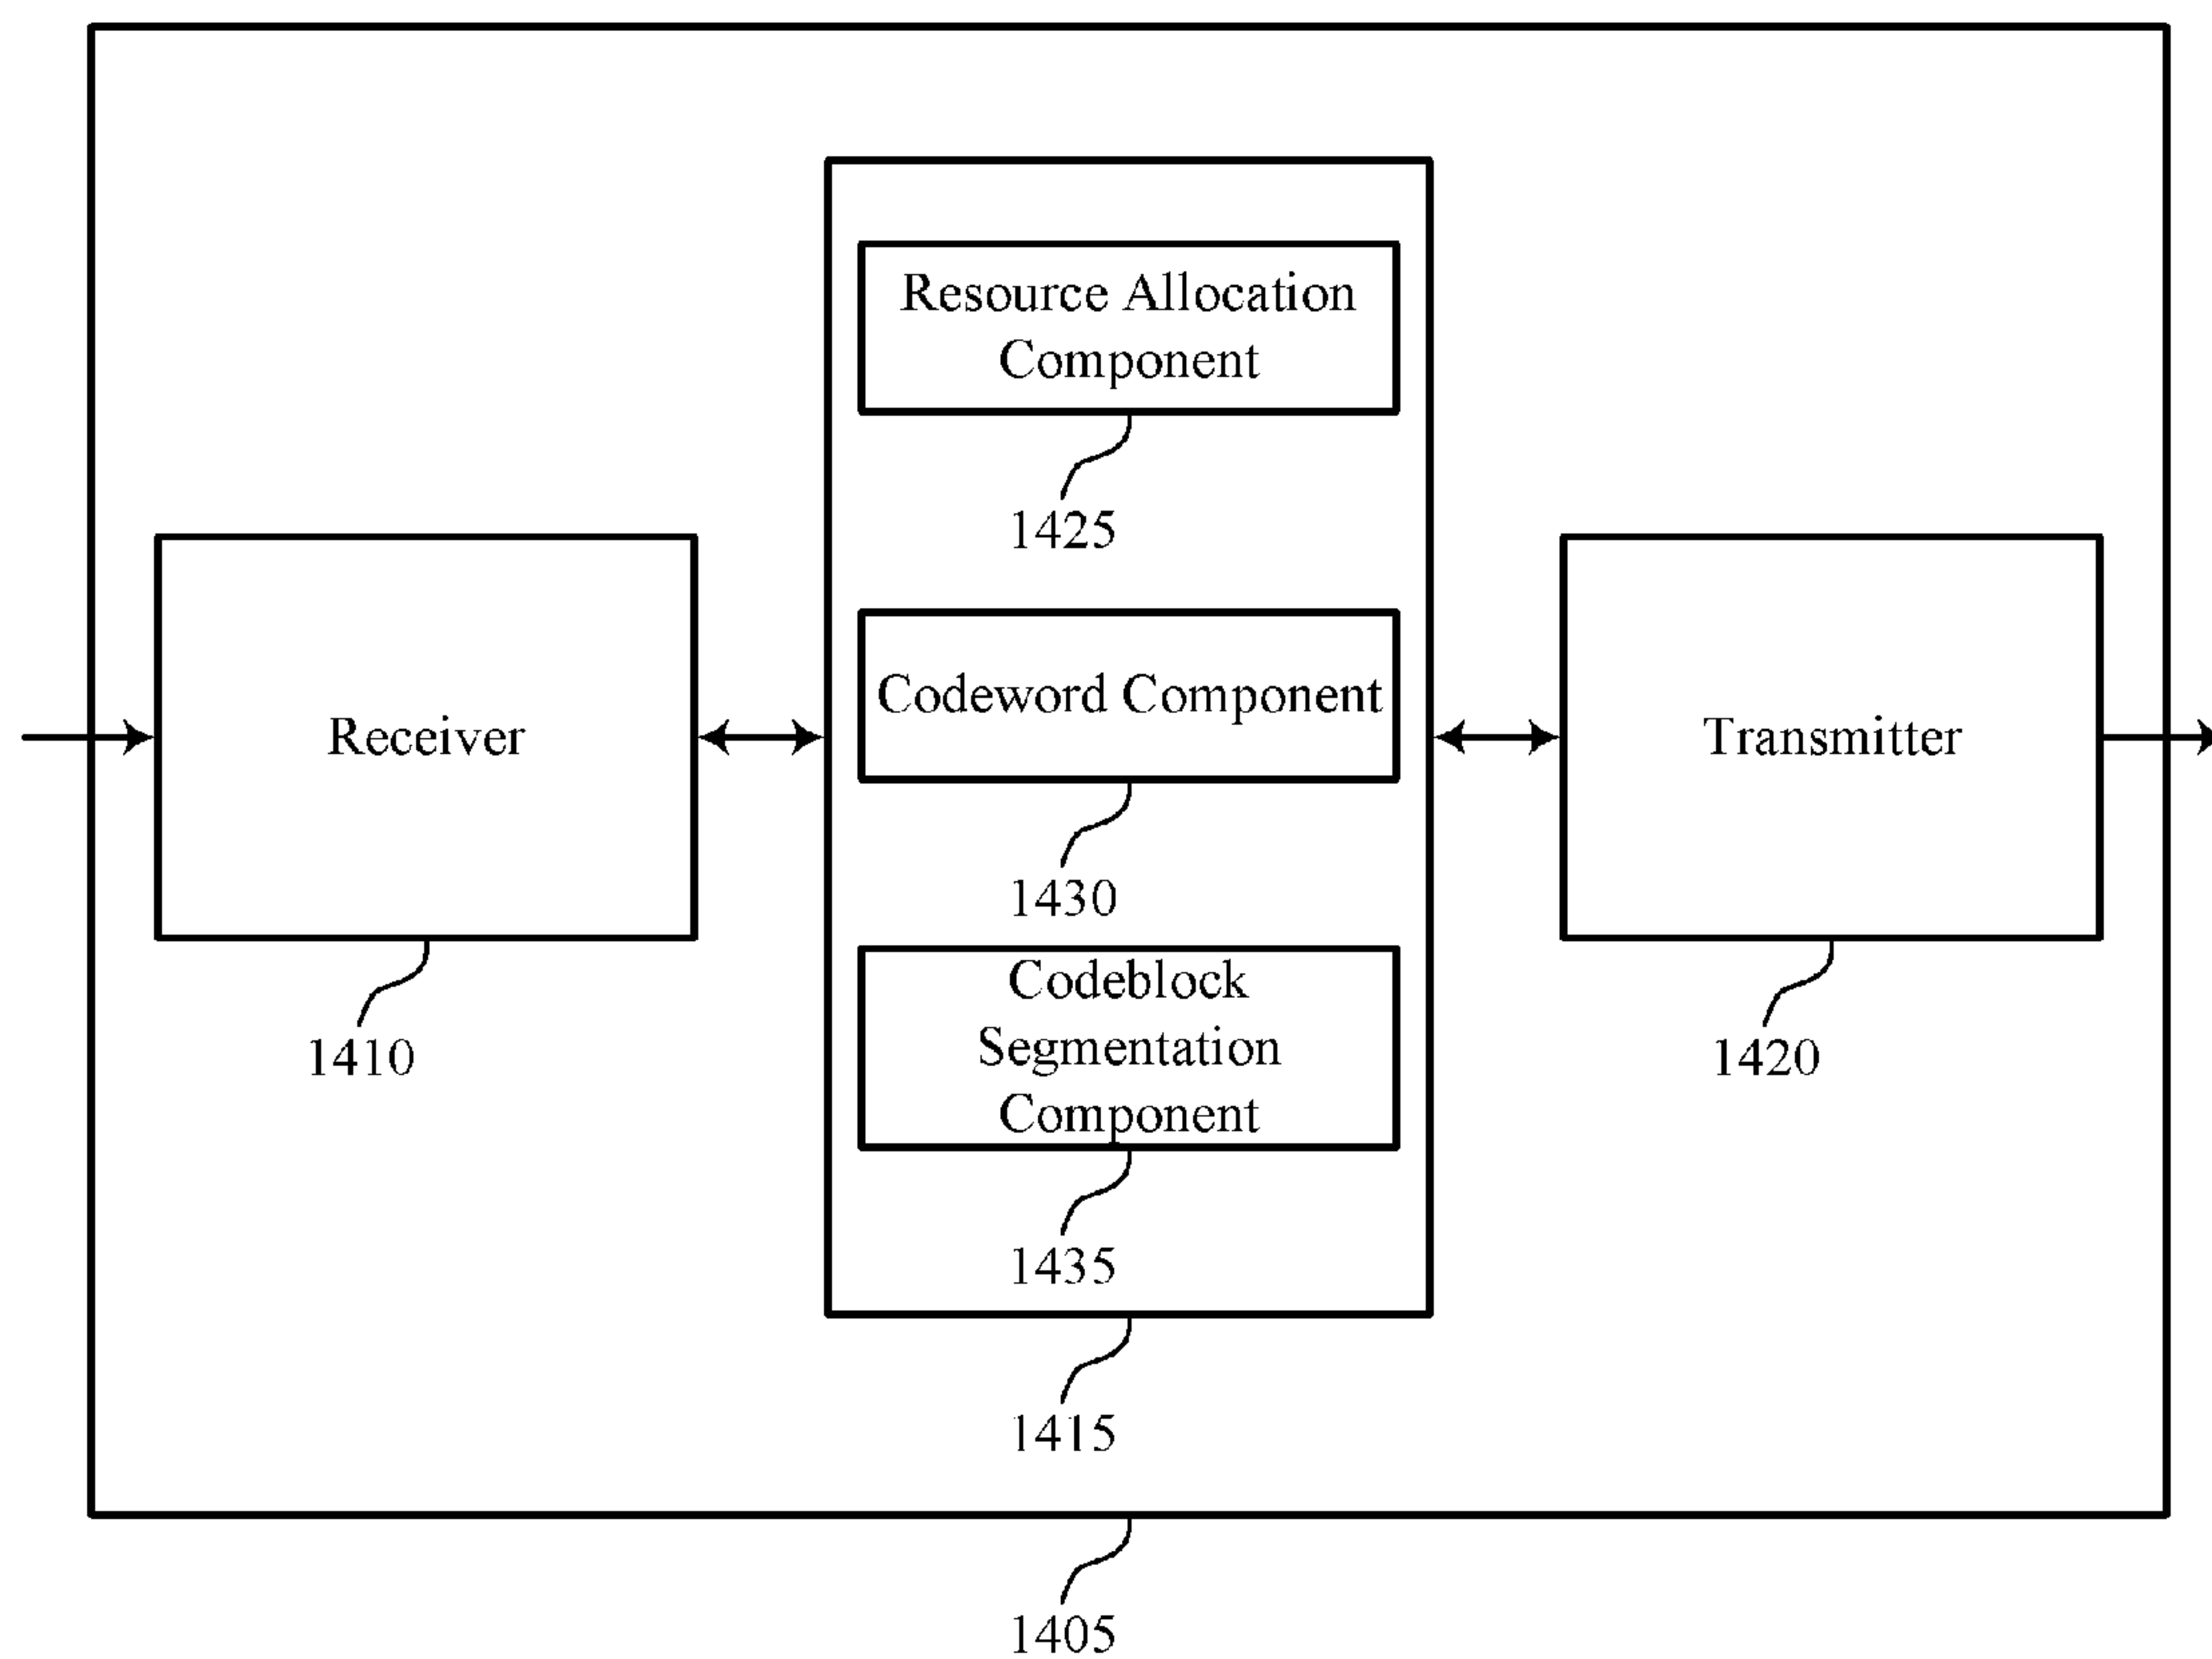 Resource Allocation
Component
1425
Receiver
1410
Codeword Component
1430
Transmitter
1420
Codeblock
Segmentation
Component
1435
1415
1405